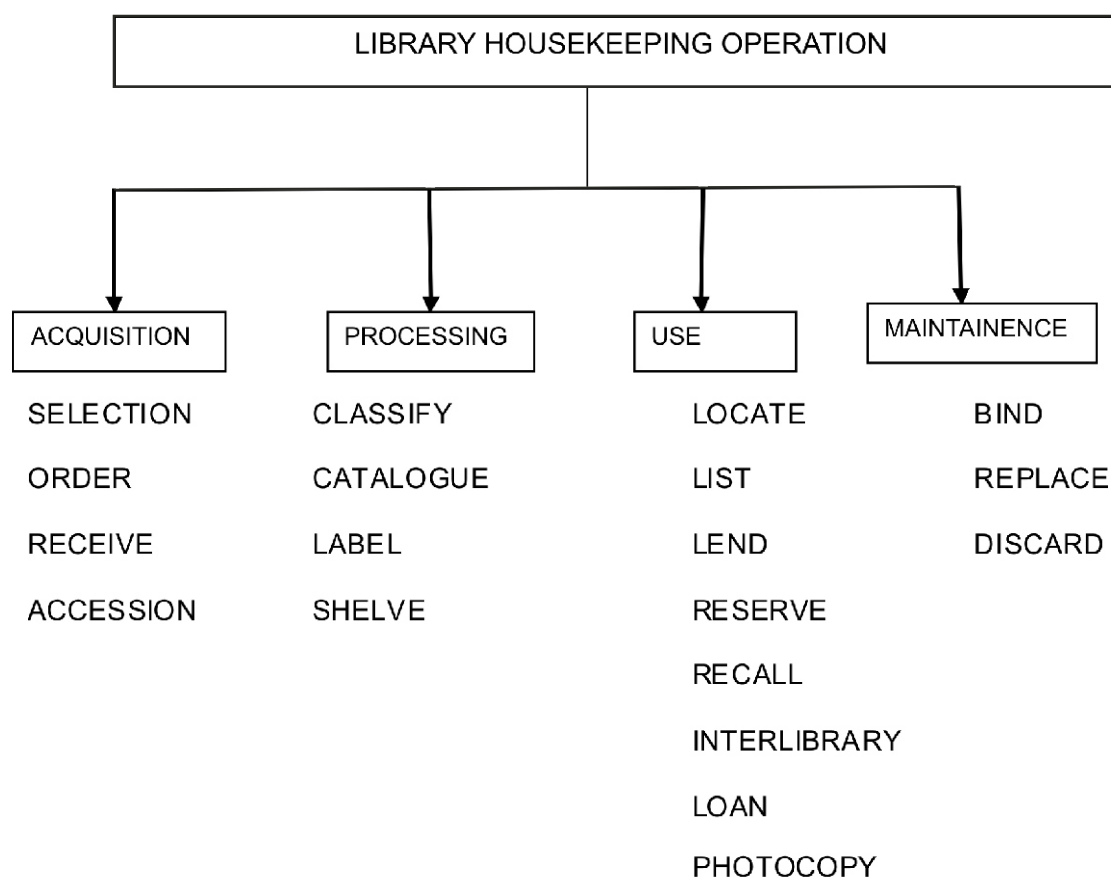 LIBRARY HOUSEKEEPING OPERATION
ACQUISITION
PROCESSING
USE
MAINTAINENCE
SELECTION
ORDER
RECEIVE
ACCESSION
CLASSIFY
CATALOGUE
LABEL
SHELVE
LOCATE
LIST
LEND
RESERVE
RECALL
INTERLIBRARY
LOAN
PHOTOCOPY
BIND
REPLACE
DISCARD